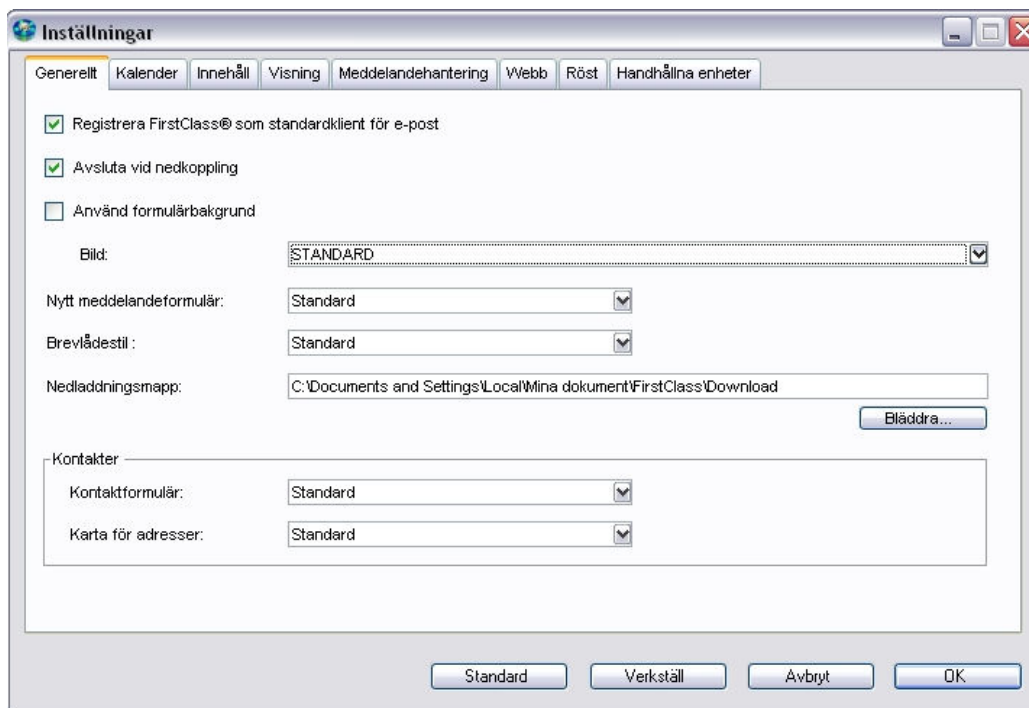 Inställningar
Generellt Kalender Innehåll Visning Meddelandehantering Webb Röst Handhållna enheter
Registrera FirstClass® som standardklient för e-post
Avsluta vid nedkoppling
Använd formulärbakgrund
Bild: STANDARD
Nytt meddelandeformulär: Standard
Brevlådestil : Standard
Nedladdningsmapp: C:\Documents and Settings\Local\Mina dokument\FirstClass\Download
Bläddra...
Kontakter
Kontaktformulär: Standard
Karta för adresser: Standard
Standard Verkställ Avbryt OK